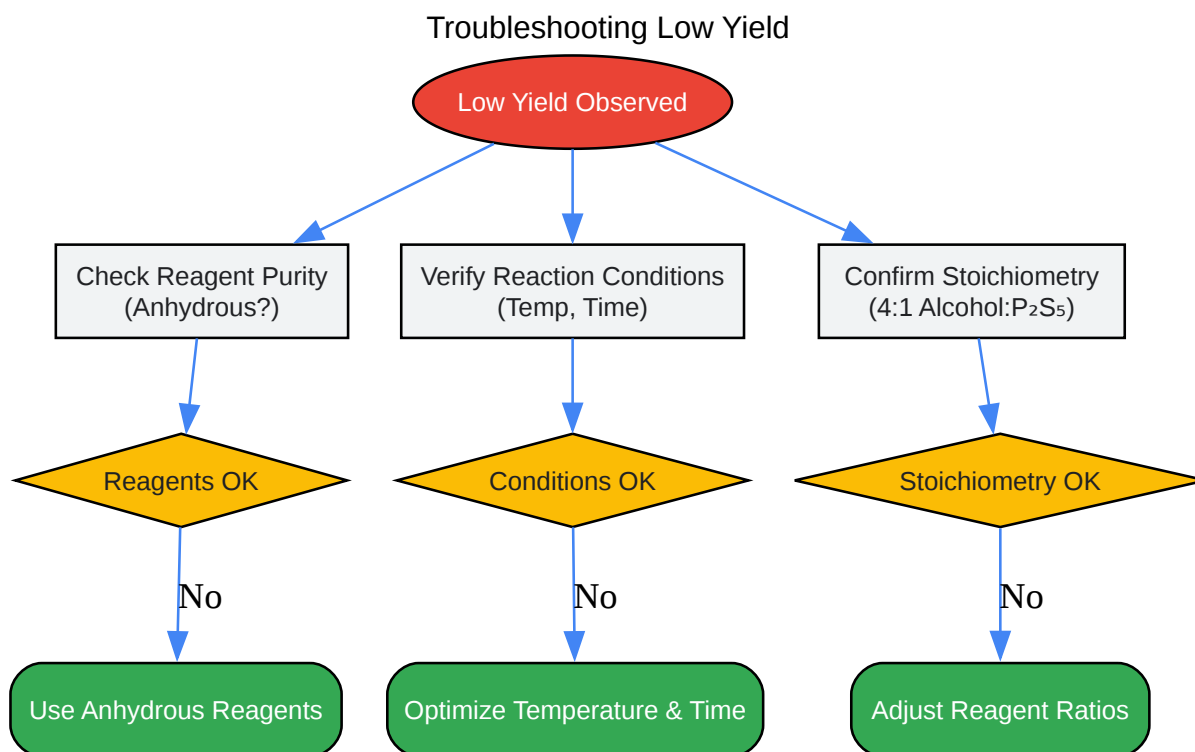 Troubleshooting Low Yield
Low Yield Observed
Check Reagent Purity
(Anhydrous?)
Verify Reaction Conditions
(Temp, Time)
Confirm Stoichiometry
(4:1 Alcohol:P₂S₅)
Reagents OK
Conditions OK
Stoichiometry OK
No
No
No
Use Anhydrous Reagents
Optimize Temperature & Time
Adjust Reagent Ratios